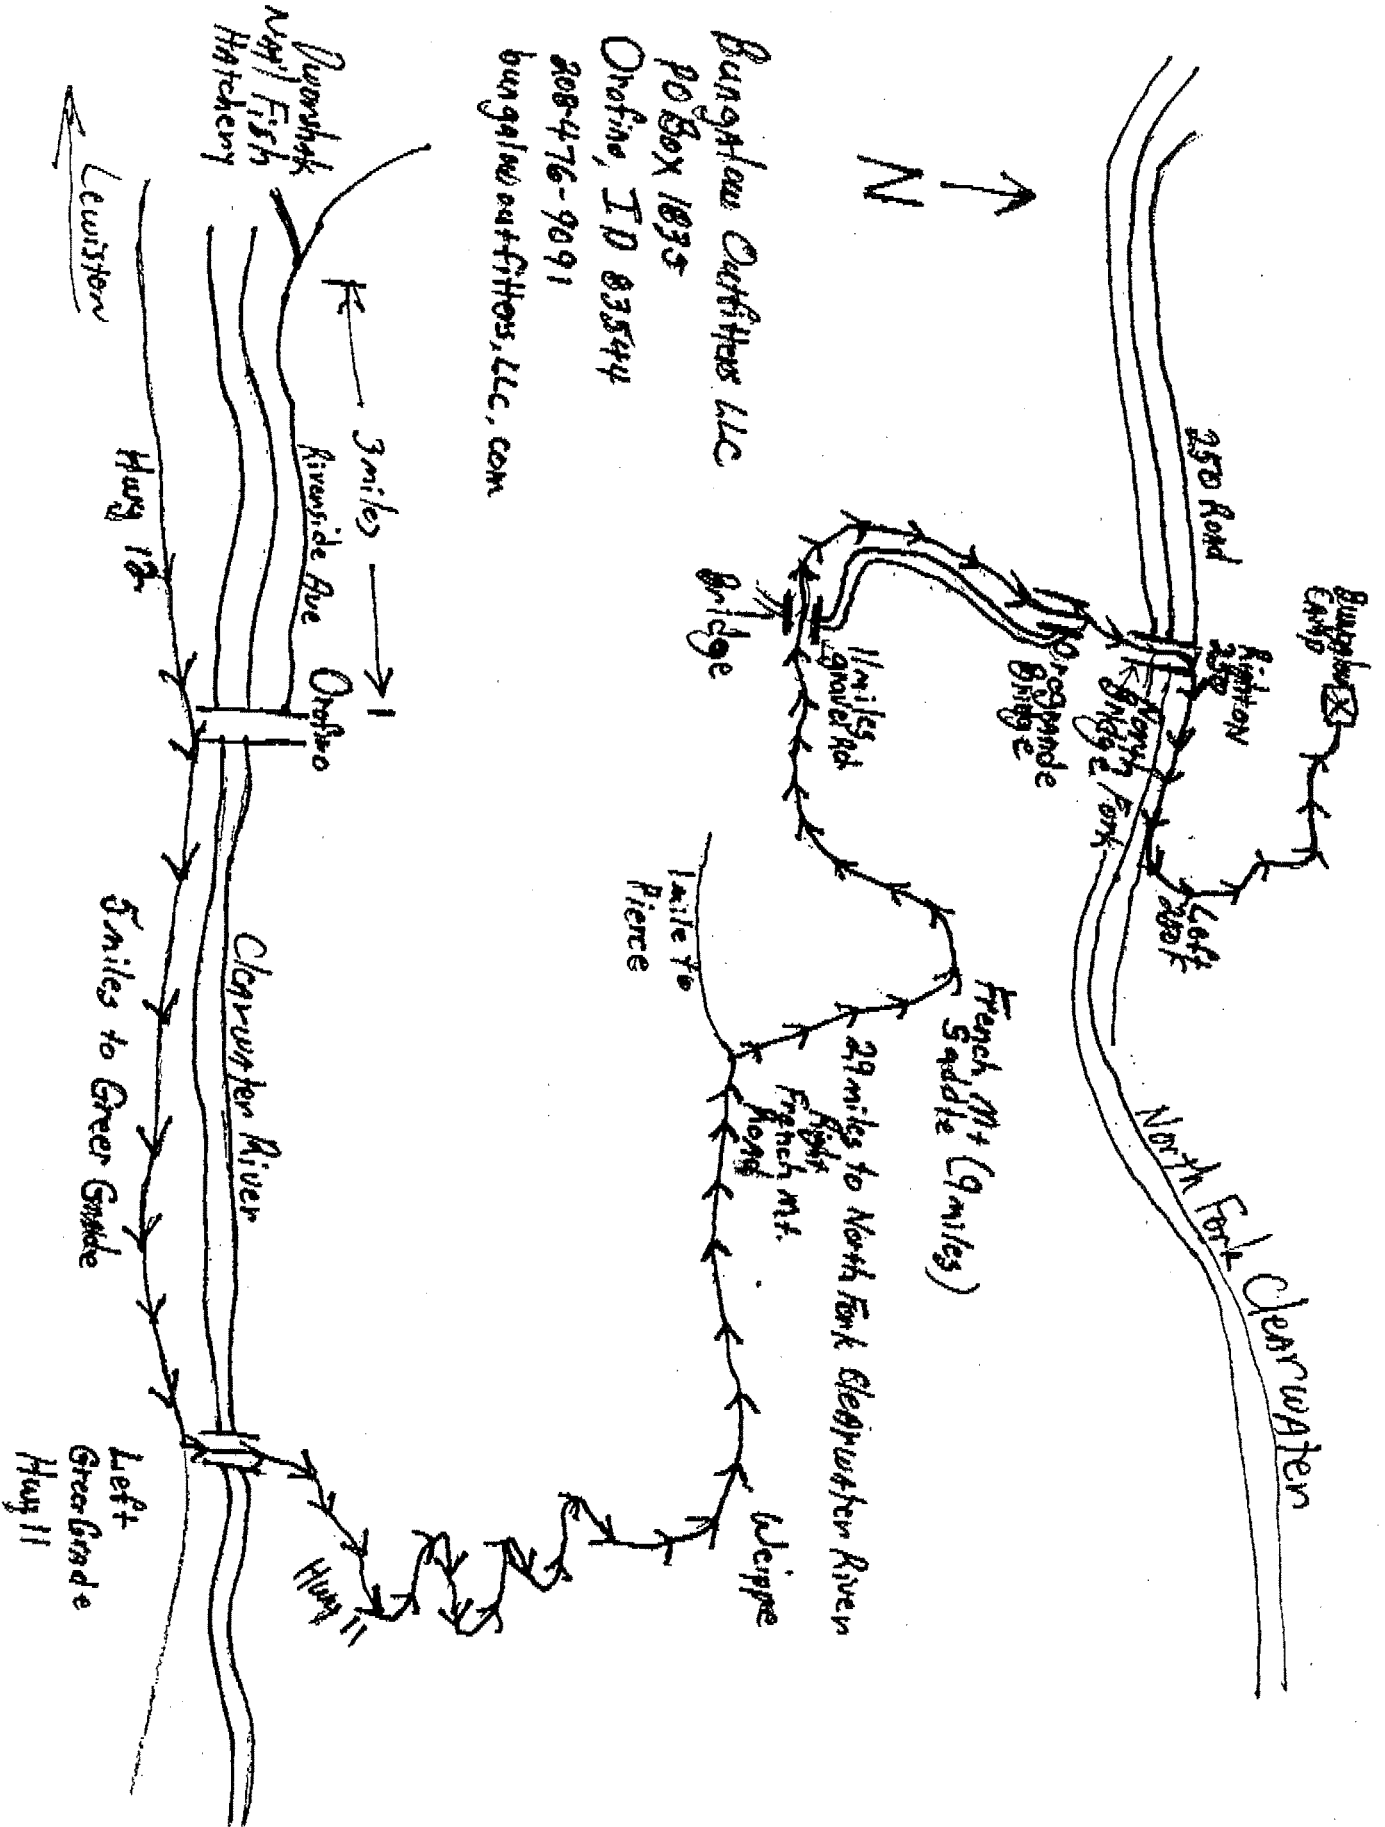 Bungalow Outfitters LLC
PO Box 1835
Orofino, ID 83544
208-476-9091
bungalowoutfitters,LLC.com
N
Bungalow
Camp
250 Road
Right ON
250
North Fork
Bridge
Orogrande
Bridge
Left
North Fork Clearwater
11 miles
gravel Rd
Bridge
French Mt
Saddle (9 miles)
29 miles to North Fork Clearwater River
Right
French Mt.
Road
1 mile to
Pierce
Weippe
Hwy 11
3 miles
Riverside Ave
Orofino
Dworshak
Nat'l Fish
Hatchery
Lewiston
Hwy 12
Clearwater River
5 miles to Greer Grade
Left
Greer Grade
Hwy 11